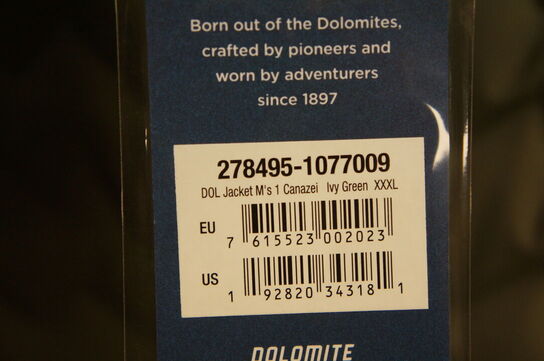 Born out of the Dolomites,
crafted by pioneers and
worn by adventurers
since 1897
278495-1077009
DOL Jacket M's 1 Canazei Ivy Green XXXL
EU
7 615523 002023
US
1 92820 34318 1
DOLOMITE